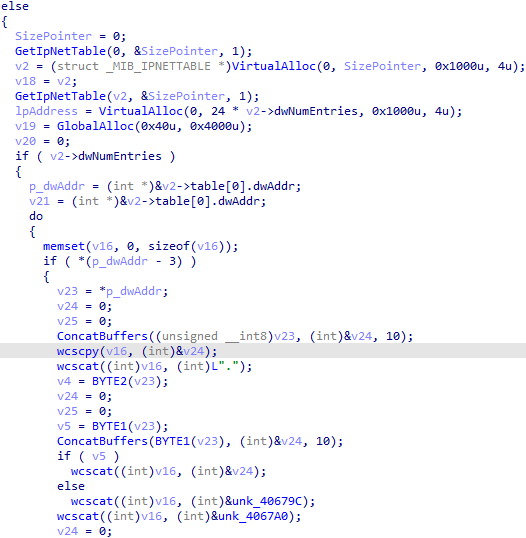 else
{
SizePointer = 0;
GetIpNetTable(0, &SizePointer, 1);
v2 = (struct _MIB_IPNETTABLE *)VirtualAlloc(0, SizePointer, 0x1000u, 4u);
v18 = v2;
GetIpNetTable(v2, &SizePointer, 1);
lpAddress = VirtualAlloc(0, 24 * v2->dwNumEntries, 0x1000u, 4u);
v19 = GlobalAlloc(0x40u, 0x4000u);
v20 = 0;
if ( v2->dwNumEntries )
{
p_dwAddr = (int *)&v2->table[0].dwAddr;
v21 = (int *)&v2->table[0].dwAddr;
do
{
memset(v16, 0, sizeof(v16));
if ( *(p_dwAddr - 3) )
{
v23 = *p_dwAddr;
v24 = 0;
v25 = 0;
ConcatBuffers((unsigned __int8)v23, (int)&v24, 10);
wcscpy(v16, (int)&v24);
wcscat((int)v16, (int)L".");
v4 = BYTE2(v23);
v24 = 0;
v25 = 0;
v5 = BYTE1(v23);
ConcatBuffers(BYTE1(v23), (int)&v24, 10);
if ( v5 )
wcscat((int)v16, (int)&v24);
else
wcscat((int)v16, (int)&unk_40679C);
wcscat((int)v16, (int)&unk_4067A0);
v24 = 0;